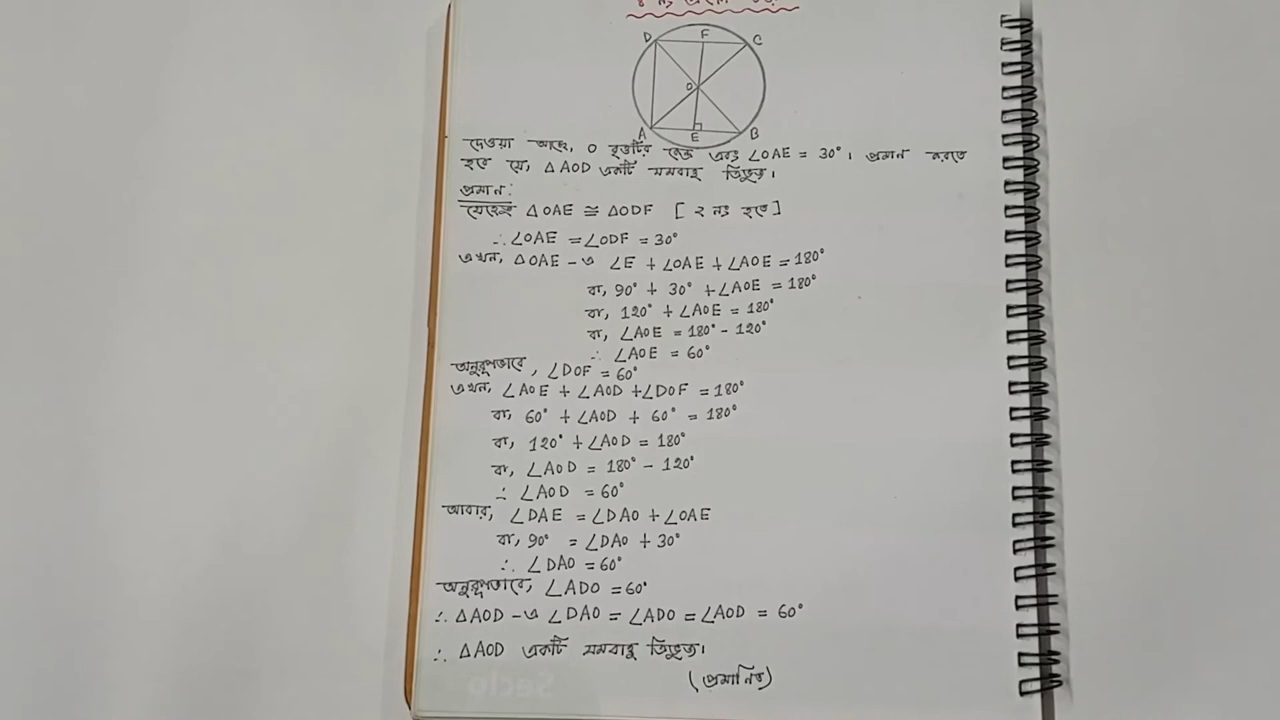 D F C
O
A E B
দেওয়া আছে, O বৃত্তটির কেন্দ্র এবং ∠OAE = 30°। প্রমান করতে
হবে যে, △AOD একটি সমবাহু ত্রিভুজ।
প্রমান:
যেহেতু △OAE ≅ △ODF [২ নং হতে]
∴ ∠OAE = ∠ODF = 30°
এখন, △OAE-এ ∠E + ∠OAE + ∠AOE = 180°
বা, 90° + 30° + ∠AOE = 180°
বা, 120° + ∠AOE = 180°
বা, ∠AOE = 180° - 120°
∴ ∠AOE = 60°
অনুরূপভাবে, ∠DOF = 60°
এখন, ∠AOE + ∠AOD + ∠DOF = 180°
বা, 60° + ∠AOD + 60° = 180°
বা, 120° + ∠AOD = 180°
বা, ∠AOD = 180° - 120°
∴ ∠AOD = 60°
আবার, ∠DAE = ∠DAO + ∠OAE
বা, 90° = ∠DAO + 30°
∴ ∠DAO = 60°
অনুরূপভাবে, ∠ADO = 60°
∴ △AOD-এ ∠DAO = ∠ADO = ∠AOD = 60°
∴ △AOD একটি সমবাহু ত্রিভুজ।
(প্রমানিত)